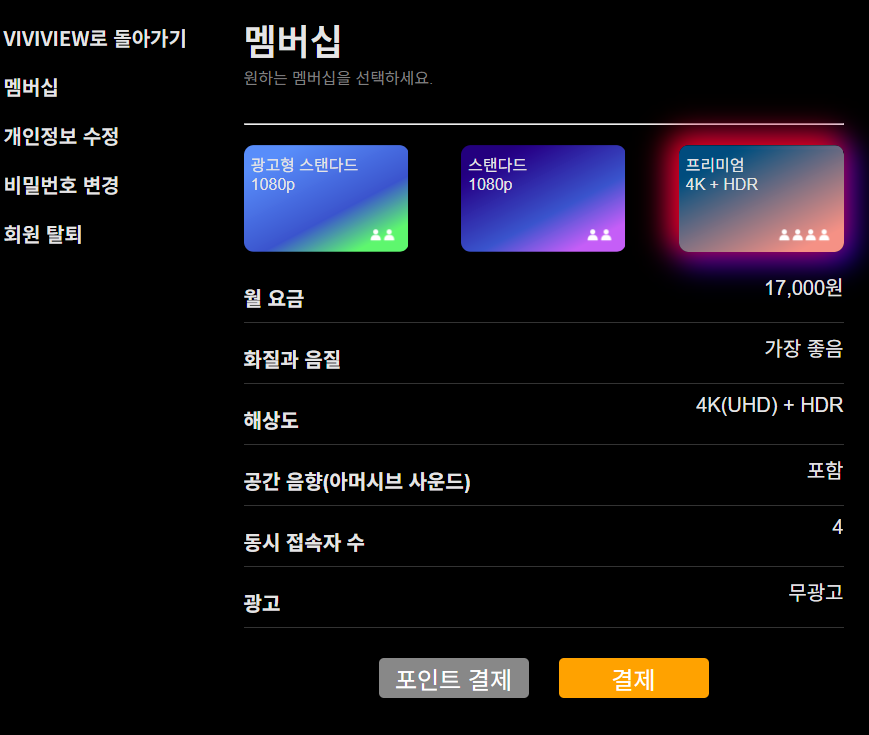 VIVIVIEW로 돌아가기
멤버십
개인정보 수정
비밀번호 변경
회원 탈퇴
멤버십
원하는 멤버십을 선택하세요.
광고형 스탠다드
1080p
스탠다드
1080p
프리미엄
4K + HDR
월 요금 17,000원
화질과 음질 가장 좋음
해상도 4K(UHD) + HDR
공간 음향(아머시브 사운드) 포함
동시 접속자 수 4
광고 무광고
포인트 결제 결제